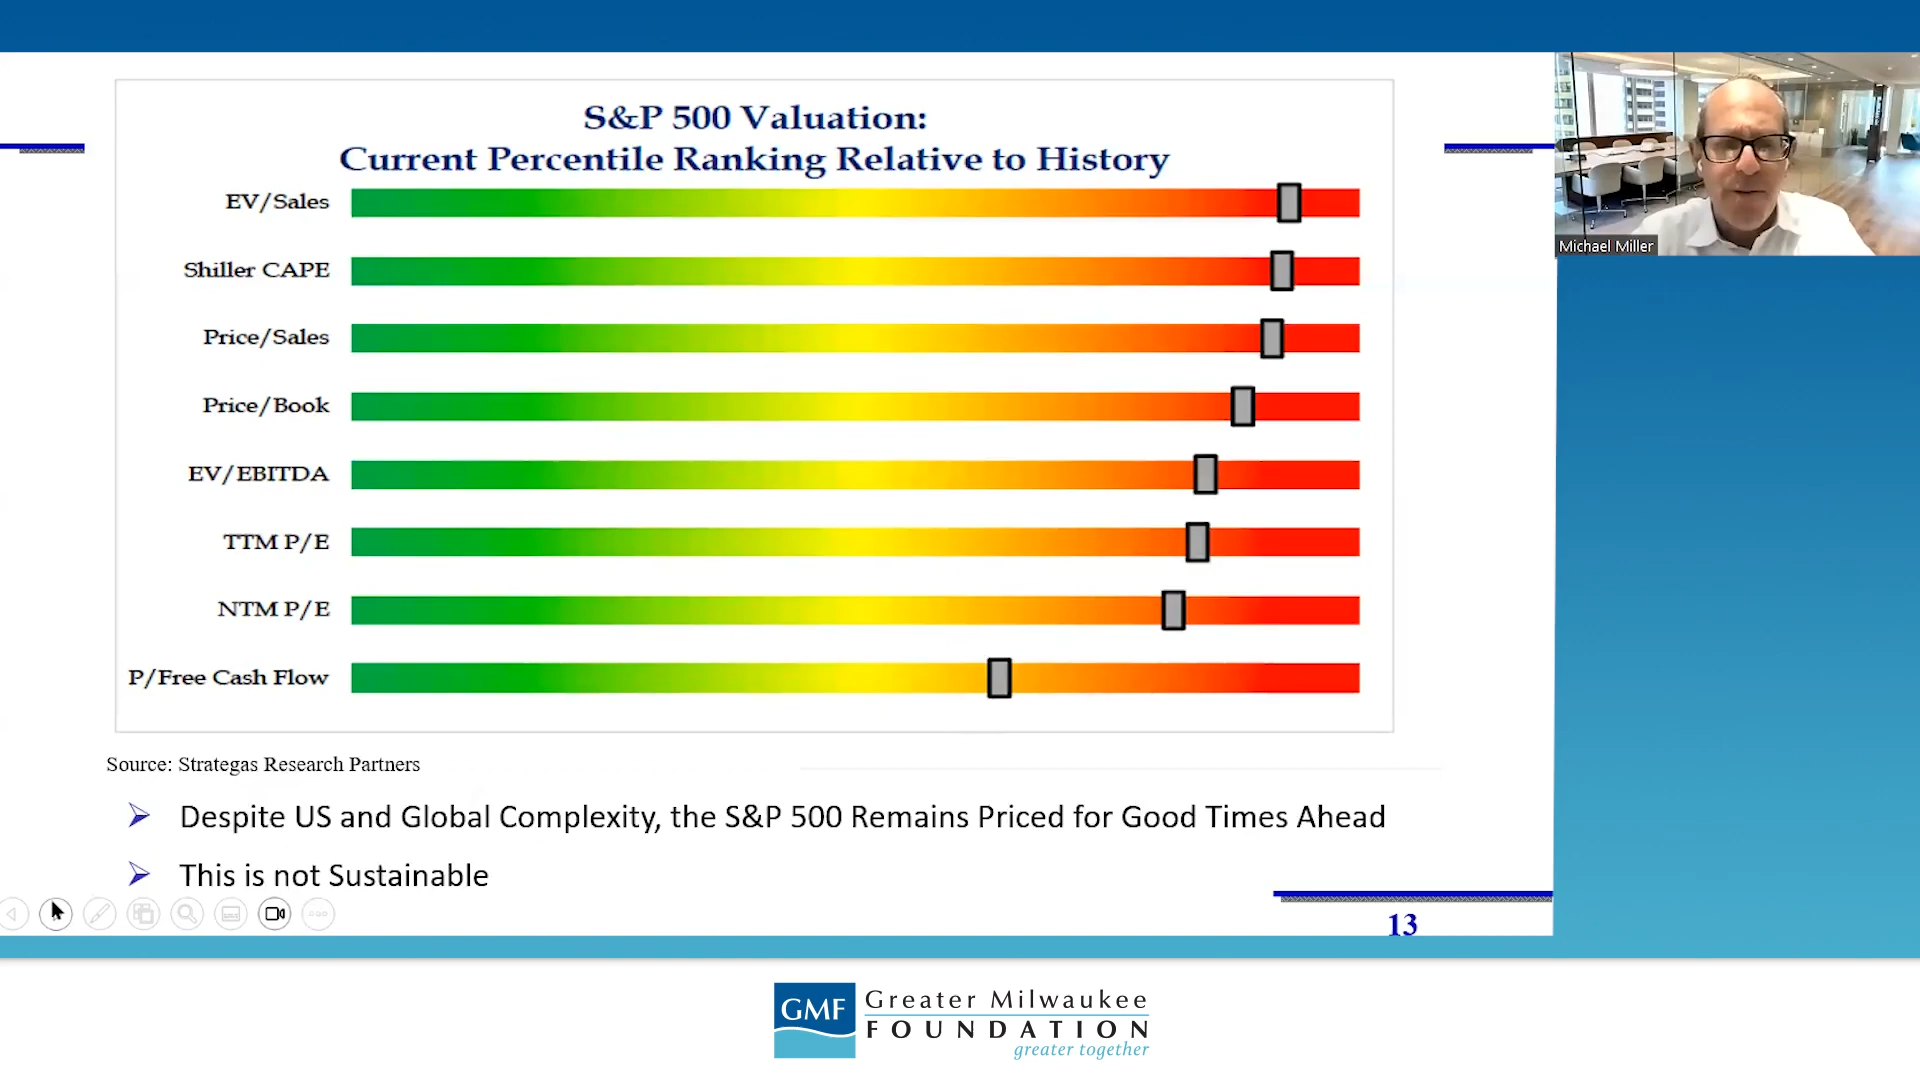 S&P 500 Valuation:
Current Percentile Ranking Relative to History
EV/Sales
Shiller CAPE
Price/Sales
Price/Book
EV/EBITDA
TTM P/E
NTM P/E
P/Free Cash Flow
Source: Strategas Research Partners
Despite US and Global Complexity, the S&P 500 Remains Priced for Good Times Ahead
This is not Sustainable
13
Michael Miller
GMF
Greater Milwaukee
FOUNDATION
greater together